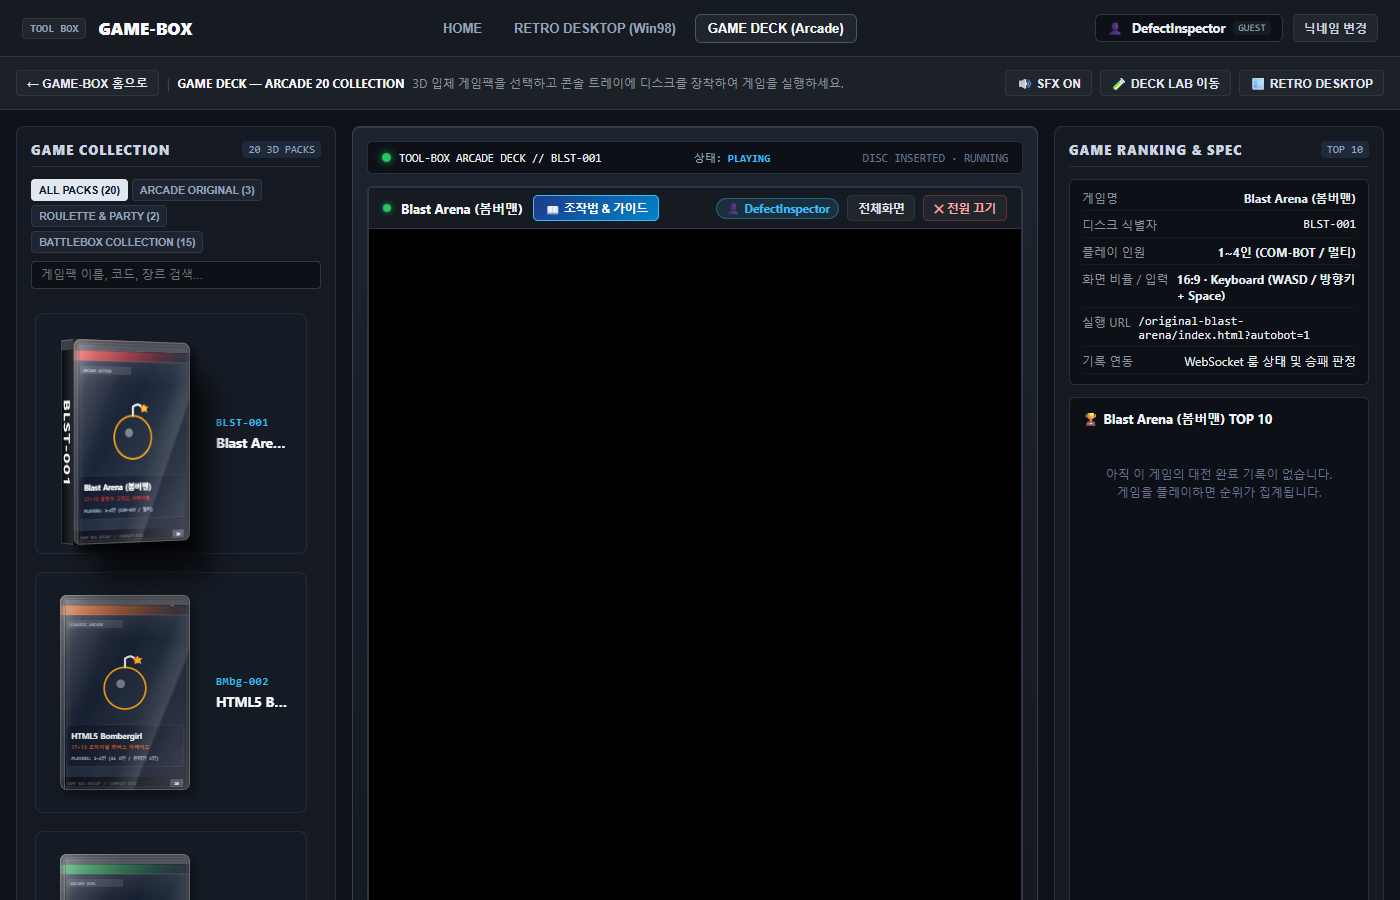 TOOL BOX GAME-BOX
HOME RETRO DESKTOP (Win98) GAME DECK (Arcade)
DefectInspector GUEST 닉네임 변경
← GAME-BOX 홈으로 | GAME DECK — ARCADE 20 COLLECTION 3D 입체 게임팩을 선택하고 콘솔 트레이에 디스크를 장착하여 게임을 실행하세요.
SFX ON DECK LAB 이동 RETRO DESKTOP
GAME COLLECTION 20 3D PACKS
ALL PACKS (20) ARCADE ORIGINAL (3)
ROULETTE & PARTY (2)
BATTLEBOX COLLECTION (15)
게임팩 이름, 코드, 장르 검색...
BLST-001
ARCADE ACTION
Blast Arena (봄버맨)
BLST-001
Blast Are...
CLASSIC ARCADE
HTML5 Bombergirl
BMbg-002
HTML5 B...
ARCADE DUEL
TOOL-BOX ARCADE DECK // BLST-001 상태: PLAYING DISC INSERTED · RUNNING
Blast Arena (봄버맨) 조작법 & 가이드 DefectInspector 전체화면 ✕ 전원 끄기
GAME RANKING & SPEC TOP 10
게임명 Blast Arena (봄버맨)
디스크 식별자 BLST-001
플레이 인원 1~4인 (COM-BOT / 멀티)
화면 비율 / 입력 16:9 · Keyboard (WASD / 방향키
+ Space)
실행 URL /original-blast-
arena/index.html?autobot=1
기록 연동 WebSocket 룸 상태 및 승패 판정
Blast Arena (봄버맨) TOP 10
아직 이 게임의 대전 완료 기록이 없습니다.
게임을 플레이하면 순위가 집계됩니다.